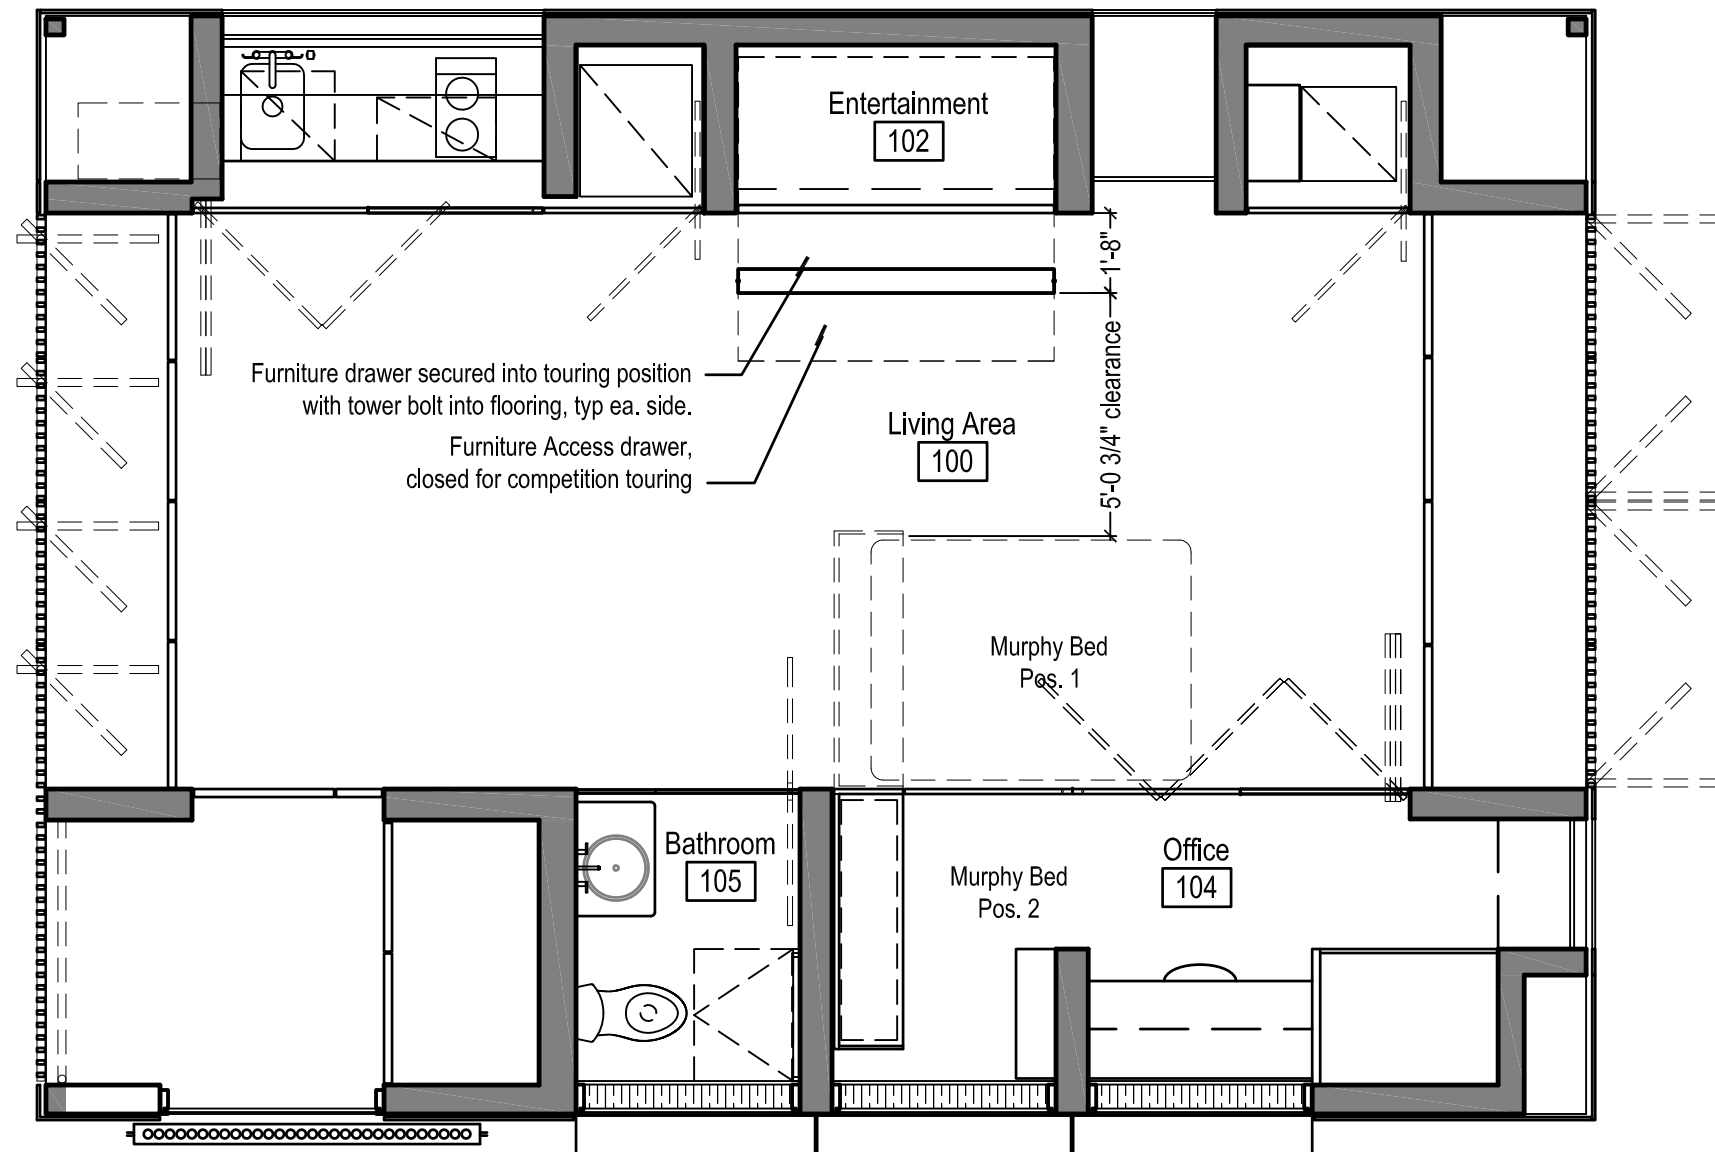 Entertainment
102
1'-8"
5'-0 3/4" clearance
Furniture drawer secured into touring position
with tower bolt into flooring, typ ea. side.
Furniture Access drawer,
closed for competition touring
Living Area
100
Murphy Bed
Pos. 1
Bathroom
105
Murphy Bed
Pos. 2
Office
104